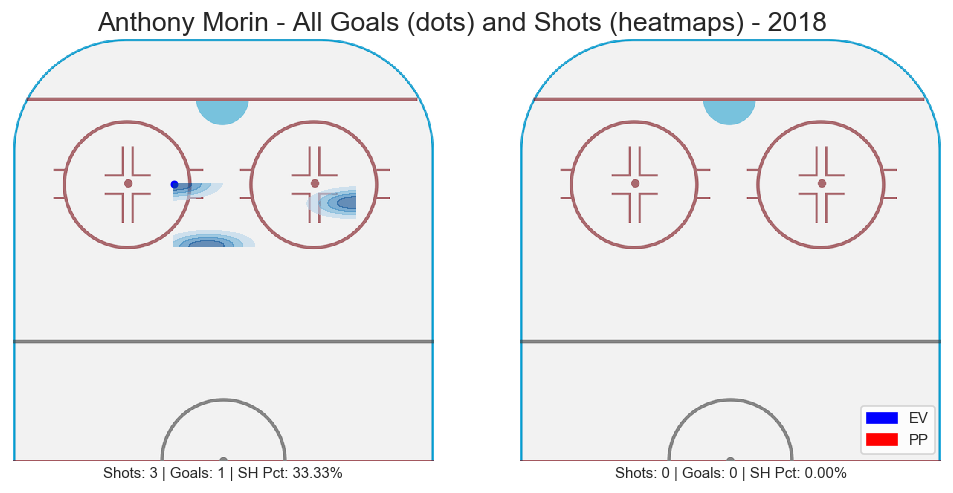 Anthony Morin - All Goals (dots) and Shots (heatmaps) - 2018
EV
PP
Shots: 3 | Goals: 1 | SH Pct: 33.33%
Shots: 0 | Goals: 0 | SH Pct: 0.00%